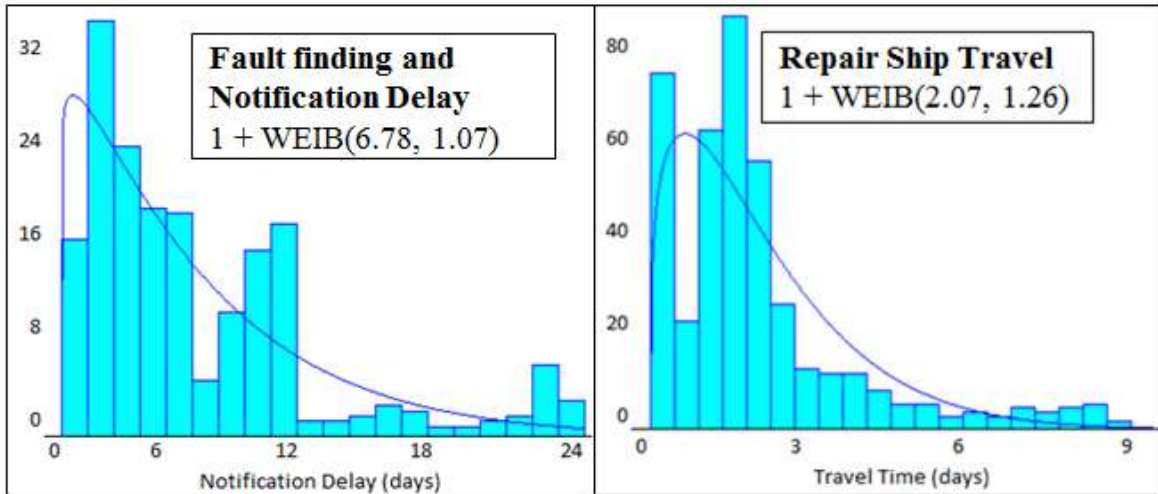 Fault finding and
Notification Delay
1 + WEIB(6.78, 1.07)
32
24
16
8
0
0 6 12 18 24
Notification Delay (days)
Repair Ship Travel
1 + WEIB(2.07, 1.26)
80
60
40
20
0
0 3 6 9
Travel Time (days)